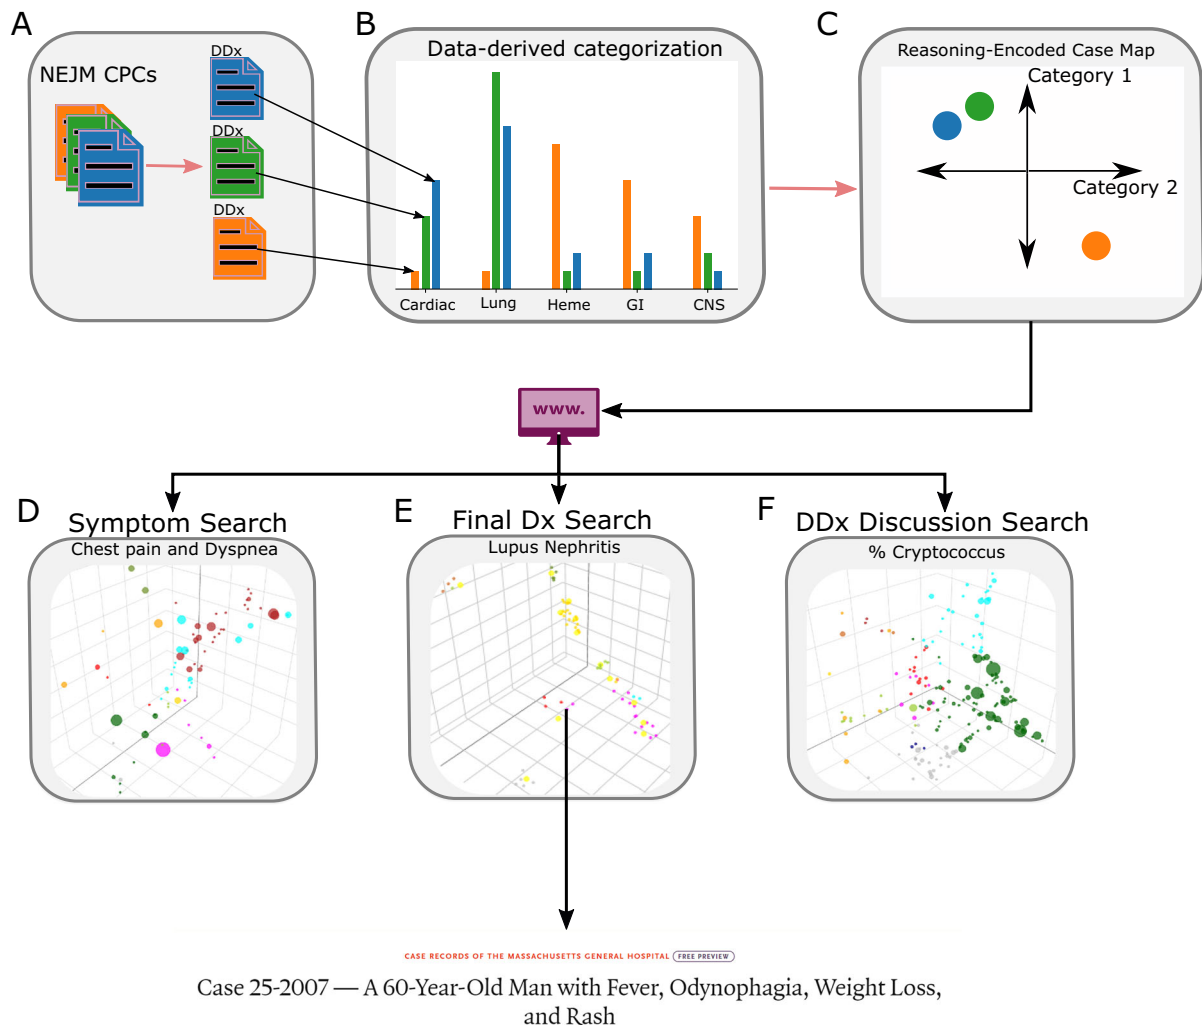 A
NEJM CPCs
DDx
DDx
DDx
B
Data-derived categorization
Cardiac
Lung
Heme
GI
CNS
C
Reasoning-Encoded Case Map
Category 1
Category 2
www.
D
Symptom Search
Chest pain and Dyspnea
E
Final Dx Search
Lupus Nephritis
F
DDx Discussion Search
% Cryptococcus
CASE RECORDS OF THE MASSACHUSETTS GENERAL HOSPITAL FREE PREVIEW
Case 25-2007 — A 60-Year-Old Man with Fever, Odynophagia, Weight Loss,
and Rash